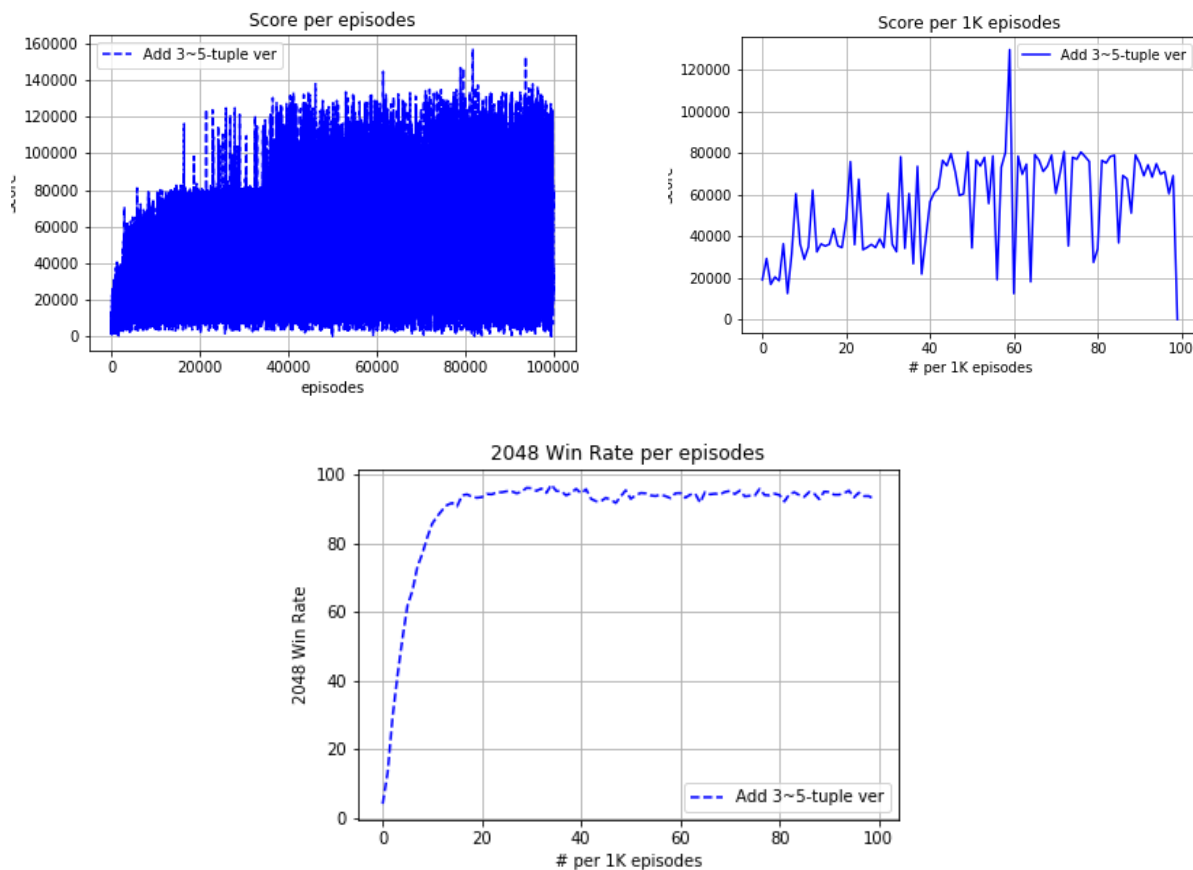 Score per episodes
Add 3~5-tuple ver
160000
140000
120000
100000
80000
60000
40000
20000
0
0 20000 40000 60000 80000 100000
episodes
Score per 1K episodes
Add 3~5-tuple ver
120000
100000
80000
60000
40000
20000
0
0 20 40 60 80 100
# per 1K episodes
2048 Win Rate per episodes
100
80
60
40
20
0
2048 Win Rate
Add 3~5-tuple ver
0 20 40 60 80 100
# per 1K episodes